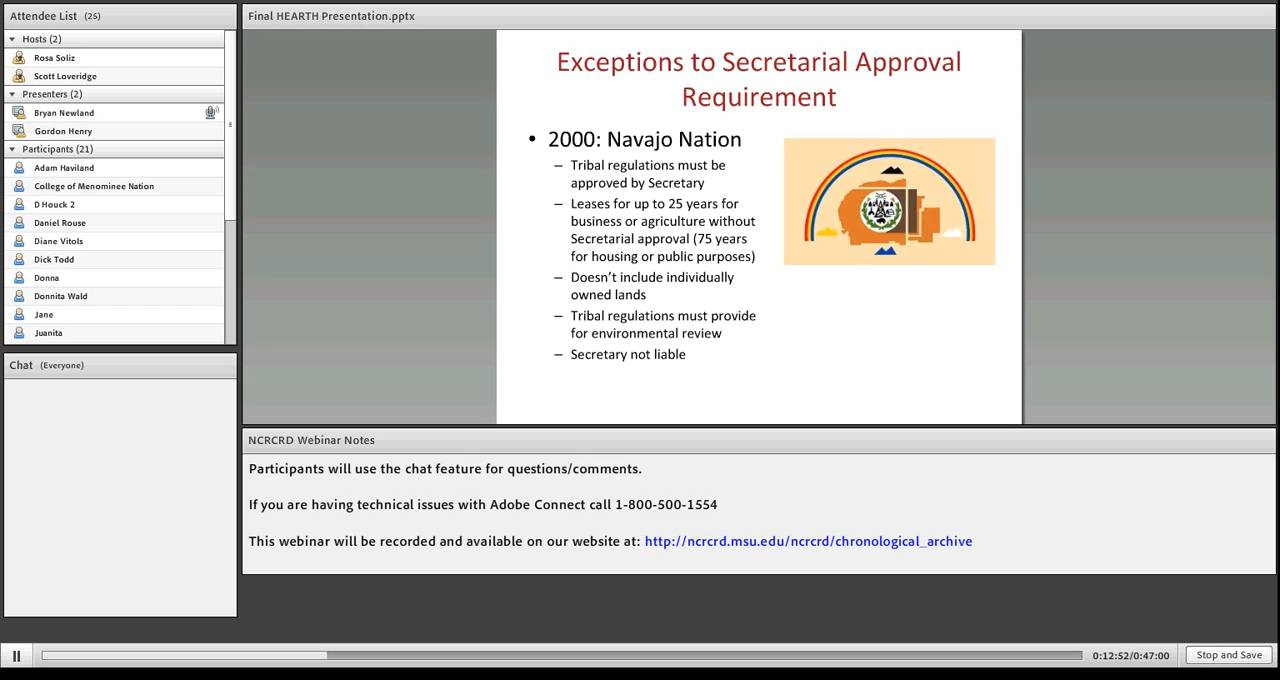 Attendee List (25)
Hosts (2)
Rosa Soliz
Scott Loveridge
Presenters (2)
Bryan Newland
Gordon Henry
Participants (21)
Adam Haviland
College of Menominee Nation
D Houck 2
Daniel Rouse
Diane Vitols
Dick Todd
Donna
Donnita Wald
Jane
Juanita
Chat (Everyone)
Final HEARTH Presentation.pptx
Exceptions to Secretarial Approval
Requirement
• 2000: Navajo Nation
– Tribal regulations must be
approved by Secretary
– Leases for up to 25 years for
business or agriculture without
Secretarial approval (75 years
for housing or public purposes)
– Doesn't include individually
owned lands
– Tribal regulations must provide
for environmental review
– Secretary not liable
NCRCRD Webinar Notes
Participants will use the chat feature for questions/comments.
If you are having technical issues with Adobe Connect call 1-800-500-1554
This webinar will be recorded and available on our website at: http://ncrcrd.msu.edu/ncrcrd/chronological_archive
0:12:52/0:47:00
Stop and Save